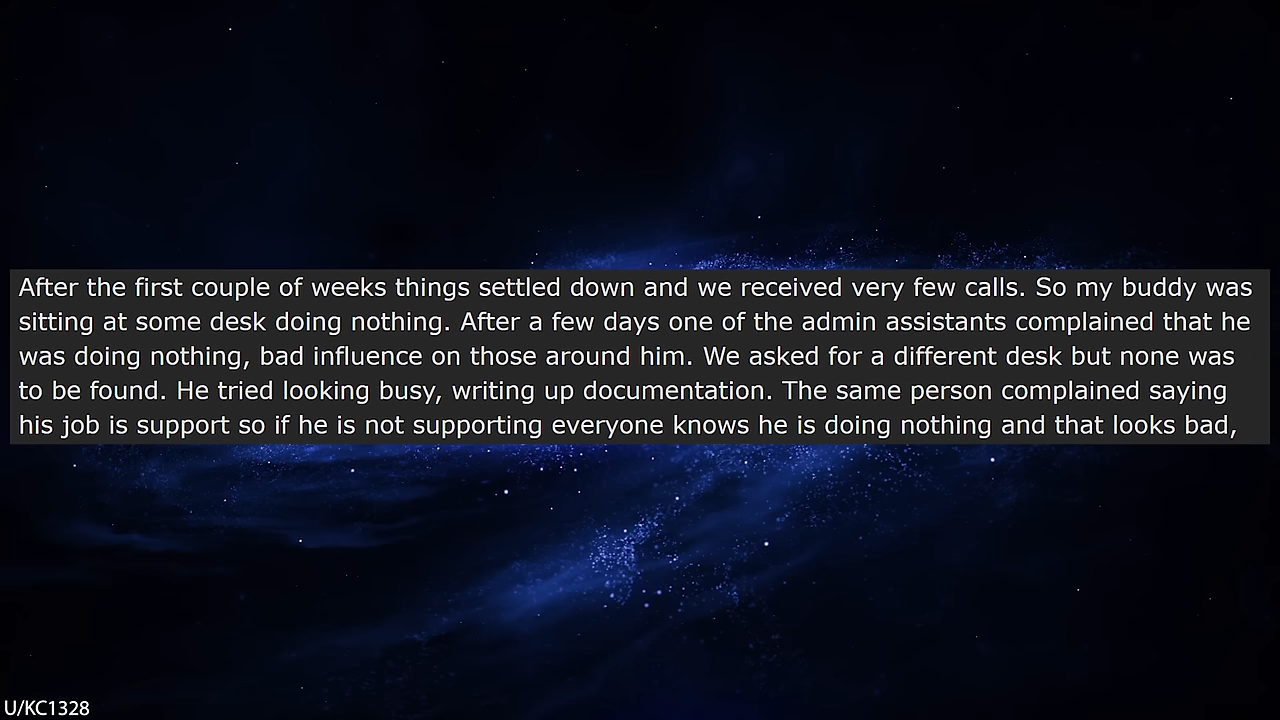 After the first couple of weeks things settled down and we received very few calls. So my buddy was
sitting at some desk doing nothing. After a few days one of the admin assistants complained that he
was doing nothing, bad influence on those around him. We asked for a different desk but none was
to be found. He tried looking busy, writing up documentation. The same person complained saying
his job is support so if he is not supporting everyone knows he is doing nothing and that looks bad,
U/KC1328